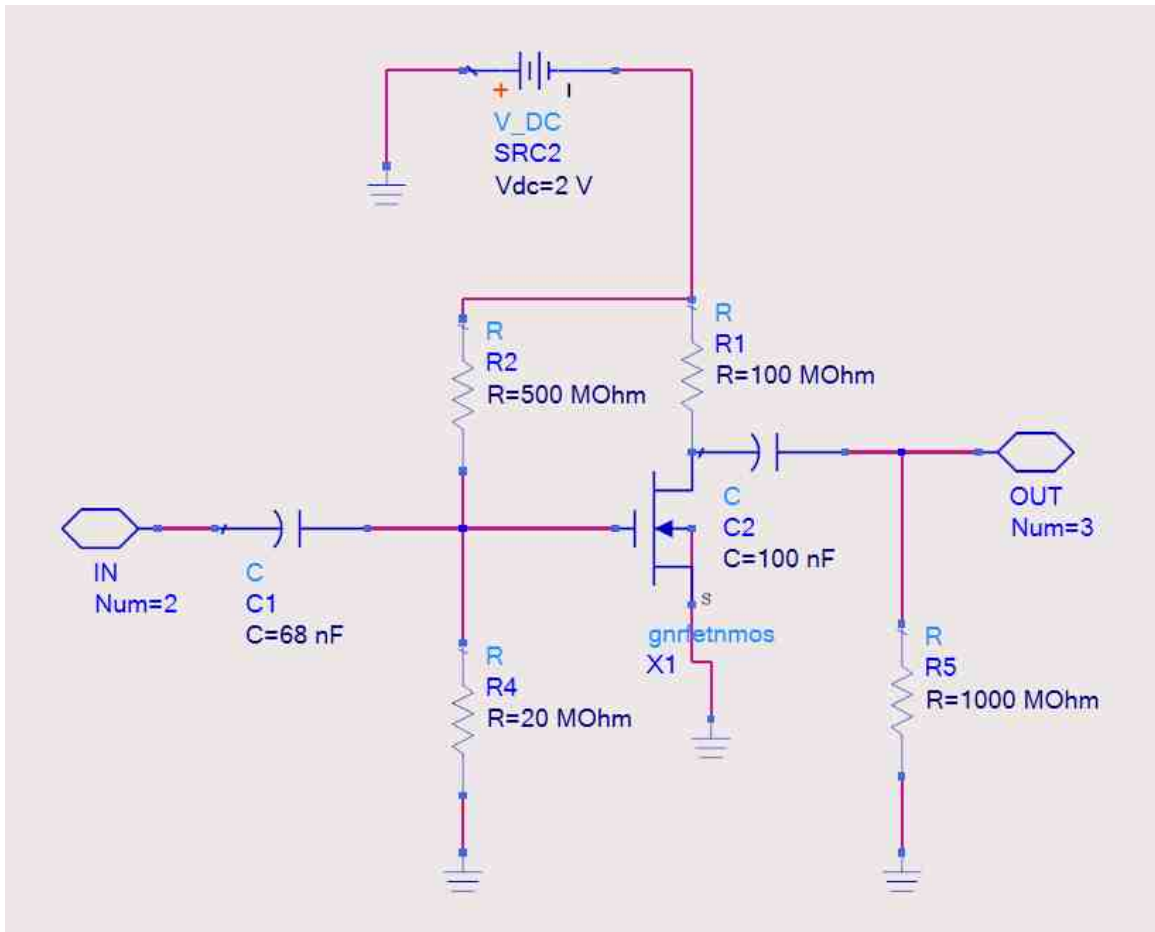 +
V_DC
SRC2
Vdc=2 V
R
R2
R=500 MOhm
R
R1
R=100 MOhm
IN
Num=2
C
C1
C=68 nF
C
C2
C=100 nF
OUT
Num=3
S
gnrfetnmos
X1
R
R4
R=20 MOhm
R
R5
R=1000 MOhm